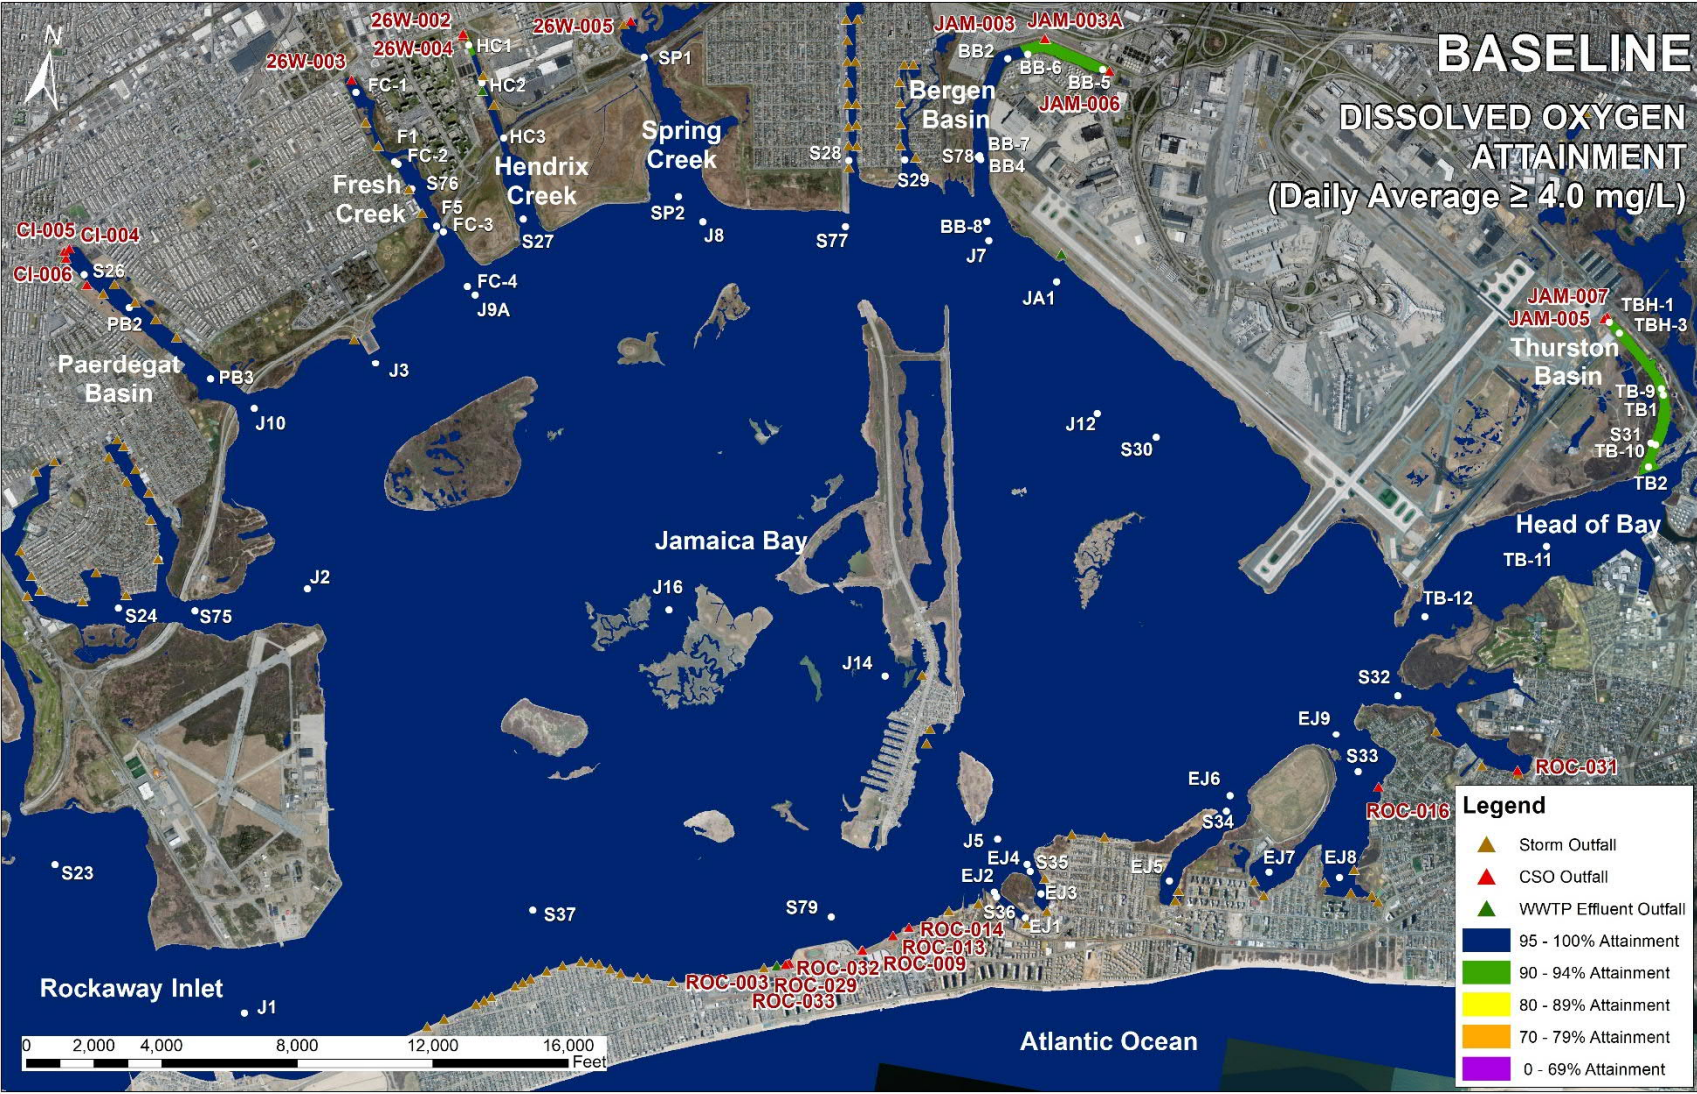 BASELINE
DISSOLVED OXYGEN
ATTAINMENT
(Daily Average ≥ 4.0 mg/L)
N
26W-002
26W-004
HC1
HC2
HC3
Hendrix
Creek
S27
26W-003
FC-1
F1
FC-2
S76
F5
FC-3
Fresh
Creek
FC-4
J9A
26W-005
SP1
Spring
Creek
SP2
J8
S28
S77
S29
Bergen
Basin
JAM-003
JAM-003A
BB2
BB-6
BB-5
JAM-006
BB-7
S78
BB4
BB-8
J7
JA1
CI-005
CI-004
CI-006
S26
PB2
Paerdegat
Basin
PB3
J10
J3
J12
S30
JAM-007
JAM-005
TBH-1
TBH-3
Thurston
Basin
TB-9
TB1
S31
TB-10
TB2
Head of Bay
TB-11
TB-12
Jamaica Bay
J2
J16
J14
S24
S75
S32
EJ9
S33
ROC-031
ROC-016
EJ6
S34
EJ5
EJ7
EJ8
J5
EJ4
S35
EJ2
EJ3
S36
EJ1
S23
S37
S79
ROC-014
ROC-013
ROC-009
ROC-032
ROC-003
ROC-029
ROC-033
Rockaway Inlet
J1
Atlantic Ocean
0 2,000 4,000 8,000 12,000 16,000
Feet
Legend
Storm Outfall
CSO Outfall
WWTP Effluent Outfall
95 - 100% Attainment
90 - 94% Attainment
80 - 89% Attainment
70 - 79% Attainment
0 - 69% Attainment